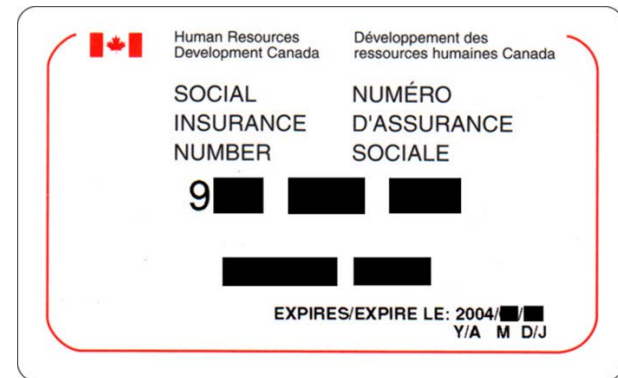 Human Resources Development Canada
Développement des ressources humaines Canada
SOCIAL INSURANCE NUMBER
NUMÉRO D'ASSURANCE SOCIALE
9
EXPIRES/EXPIRE LE: 2004/ /
Y/A M D/J